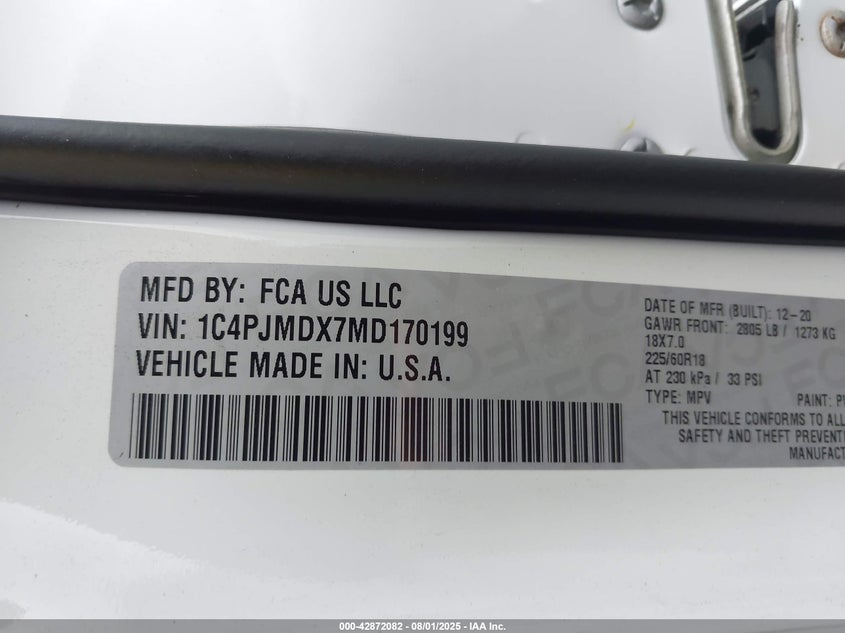 MFD BY: FCA US LLC
VIN: 1C4PJMDX7MD170199
VEHICLE MADE IN: U.S.A.
DATE OF MFR (BUILT): 12-20
GAWR FRONT: 2805 LB / 1273 KG
18X7.0
225/60R18
AT 230 kPa / 33 PSI
TYPE: MPV PAINT:
THIS VEHICLE CONFORMS TO ALL
SAFETY AND THEFT
000-42872082 - 08/01/2025 - IAA Inc.